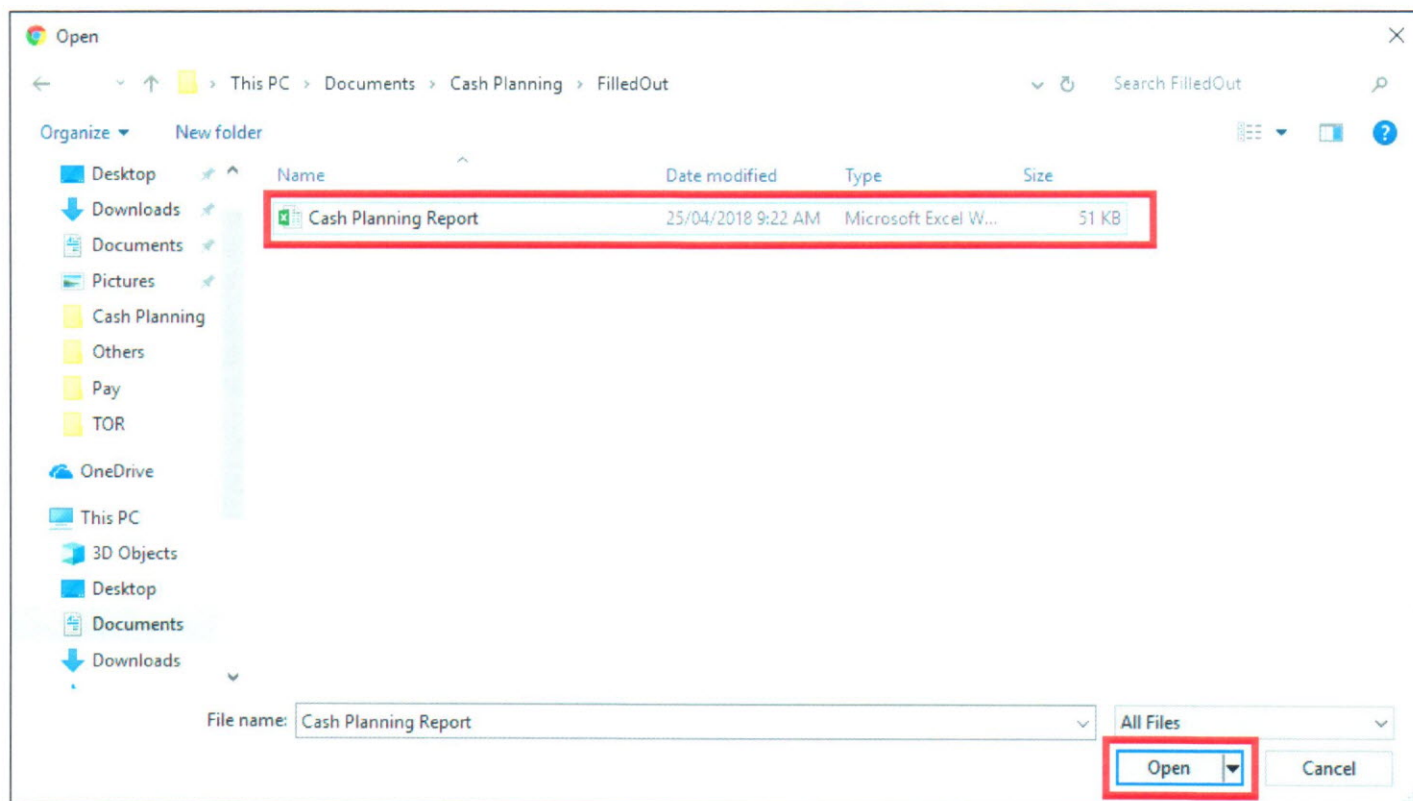 Open
This PC > Documents > Cash Planning > FilledOut
Search FilledOut
Organize
New folder
Name Date modified Type Size
Cash Planning Report 25/04/2018 9:22 AM Microsoft Excel W... 51 KB
Desktop
Downloads
Documents
Pictures
Cash Planning
Others
Pay
TOR
OneDrive
This PC
3D Objects
Desktop
Documents
Downloads
File name: Cash Planning Report
All Files
Open
Cancel